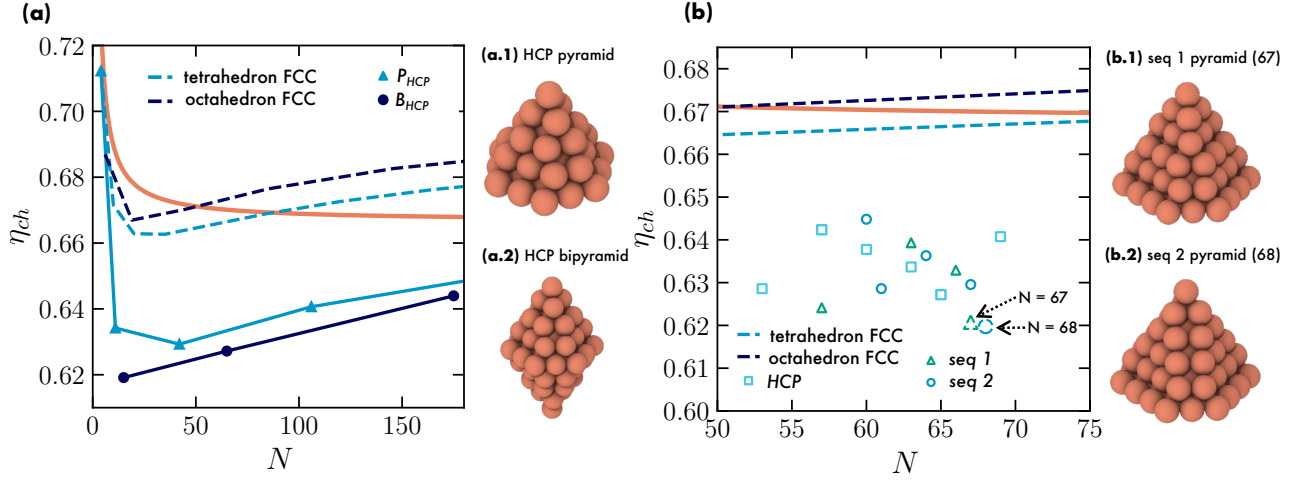 (a)
0.72
0.70
0.68
0.66
0.64
0.62
η_ch
0
50
100
150
N
tetrahedron FCC
octahedron FCC
P_HCP
B_HCP
(a.1) HCP pyramid
(a.2) HCP bipyramid
(b)
0.68
0.67
0.66
0.65
0.64
0.63
0.62
0.61
0.60
η_ch
50
55
60
65
70
75
N
N = 67
N = 68
tetrahedron FCC
octahedron FCC
HCP
seq 1
seq 2
(b.1) seq 1 pyramid (67)
(b.2) seq 2 pyramid (68)